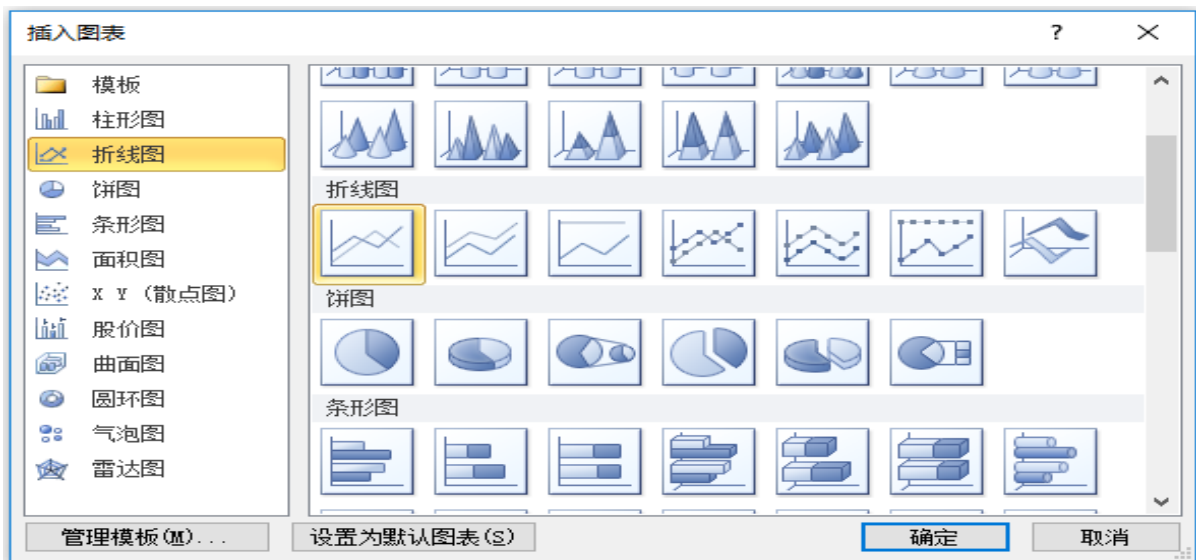 插入图表
?
模板
柱形图
折线图
饼图
条形图
面积图
X Y (散点图)
股价图
曲面图
圆环图
气泡图
雷达图
折线图
饼图
条形图
管理模板(M)...
设置为默认图表(S)
确定
取消